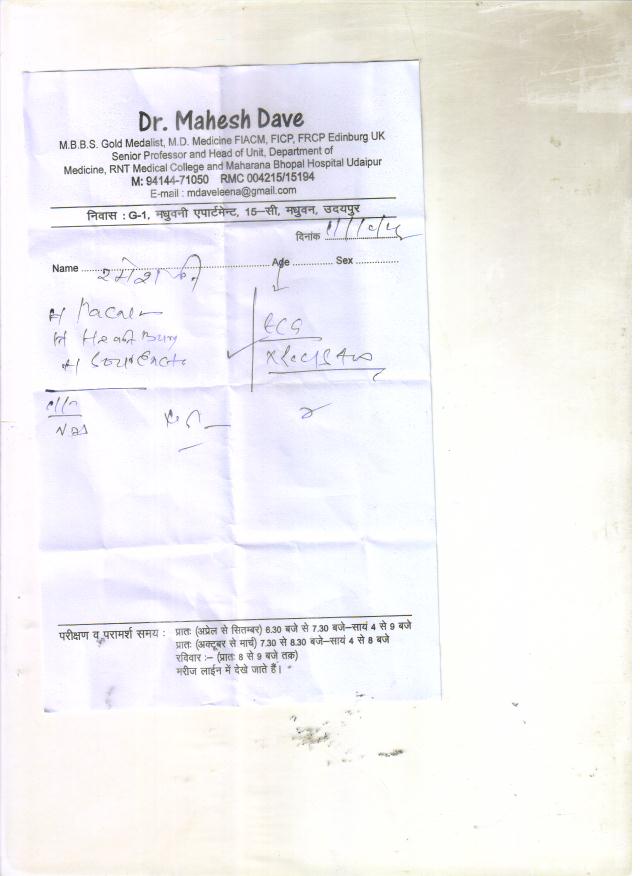 Dr. Mahesh Dave
M.B.B.S. Gold Medalist, M.D. Medicine FIACM, FICP, FRCP Edinburg UK
Senior Professor and Head of Unit, Department of
Medicine, RNT Medical College and Maharana Bhopal Hospital Udaipur
M: 94144-71050 RMC 004215/15194
E-mail : mdaveleena@gmail.com
निवास : G-1, मधुवनी एपार्टमेन्ट, 15–सी, मधुवन, उदयपुर
दिनांक
Name Age Sex
ECG
Heart Burn
परीक्षण व परामर्श समय : प्रातः (अप्रेल से सितम्बर) 6.30 बजे से 7.30 बजे–सायं 4 से 9 बजे
प्रातः (अक्टूबर से मार्च) 7.30 से 8.30 बजे–सायं 4 से 8 बजे
रविवार :– (प्रातः 8 से 9 बजे तक)
मरीज लाईन में देखे जाते हैं।